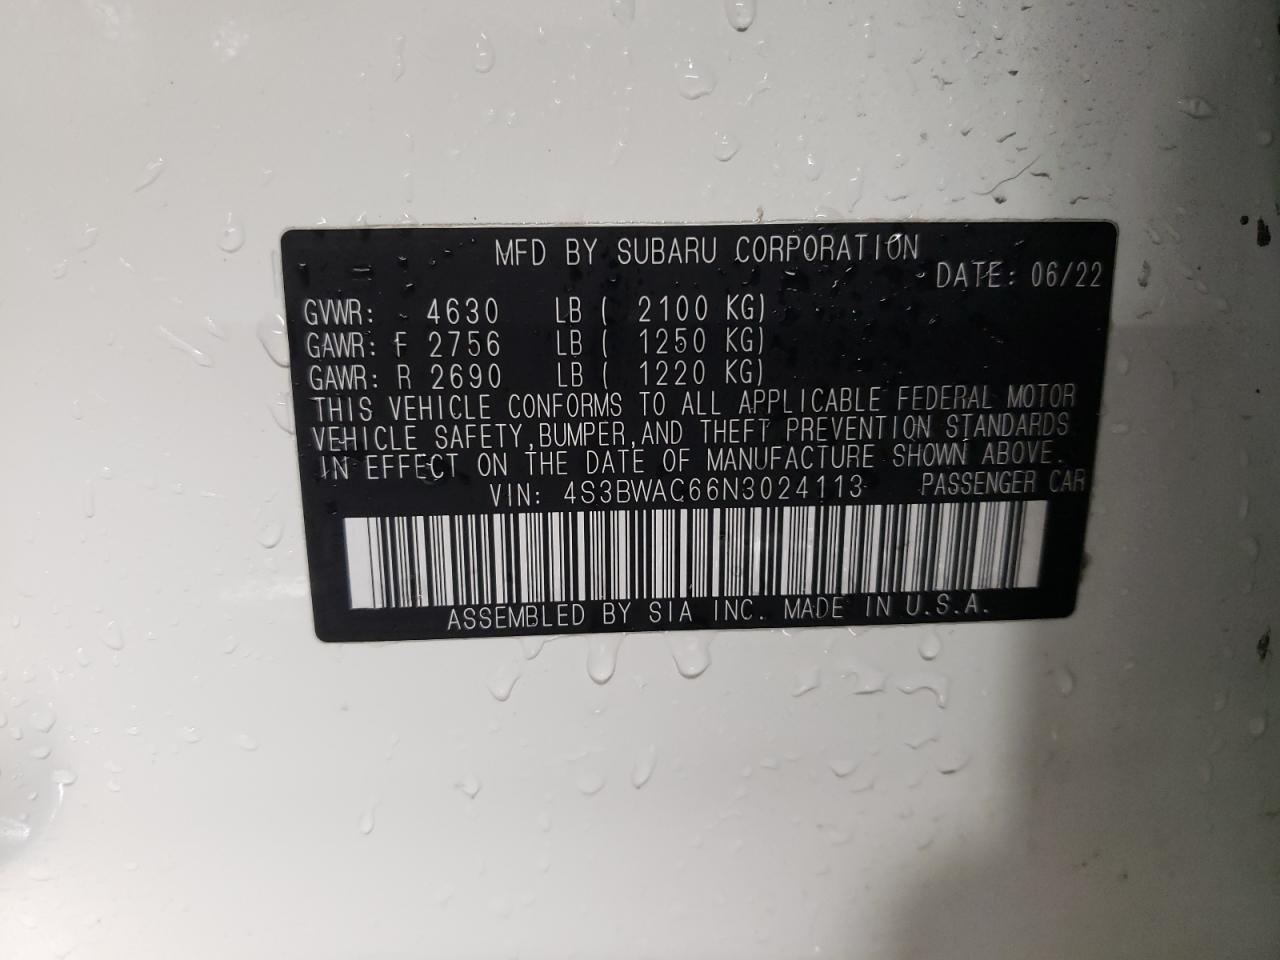 MFD BY SUBARU CORPORATION
DATE: 06/22
GVWR: 4630 LB ( 2100 KG)
GAWR: F 2756 LB ( 1250 KG)
GAWR: R 2690 LB ( 1220 KG)
THIS VEHICLE CONFORMS TO ALL APPLICABLE FEDERAL MOTOR
VEHICLE SAFETY,BUMPER,AND THEFT PREVENTION STANDARDS
IN EFFECT ON THE DATE OF MANUFACTURE SHOWN ABOVE.
VIN: 4S3BWAC66N3024113 PASSENGER CAR
ASSEMBLED BY SIA INC. MADE IN U.S.A.